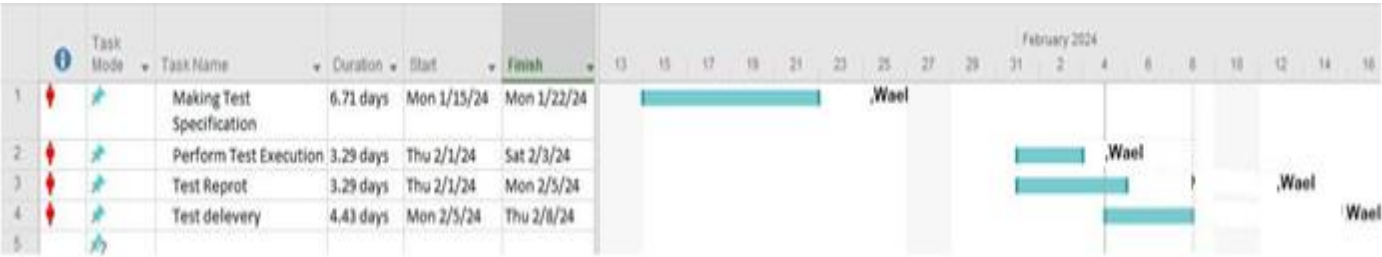 February 2024
Task
Mode Task Name Duration Start Finish 13 15 17 19 21 23 25 27 29 31 2 4 6 8 10 12 14 16
1 Making Test 6.71 days Mon 1/15/24 Mon 1/22/24 ,Wael
Specification
2 Perform Test Execution 3.29 days Thu 2/1/24 Sat 2/3/24 ,Wael
3 Test Reprot 3.29 days Thu 2/1/24 Mon 2/5/24 ,Wael
4 Test delevery 4.43 days Mon 2/5/24 Thu 2/8/24 Wael
5